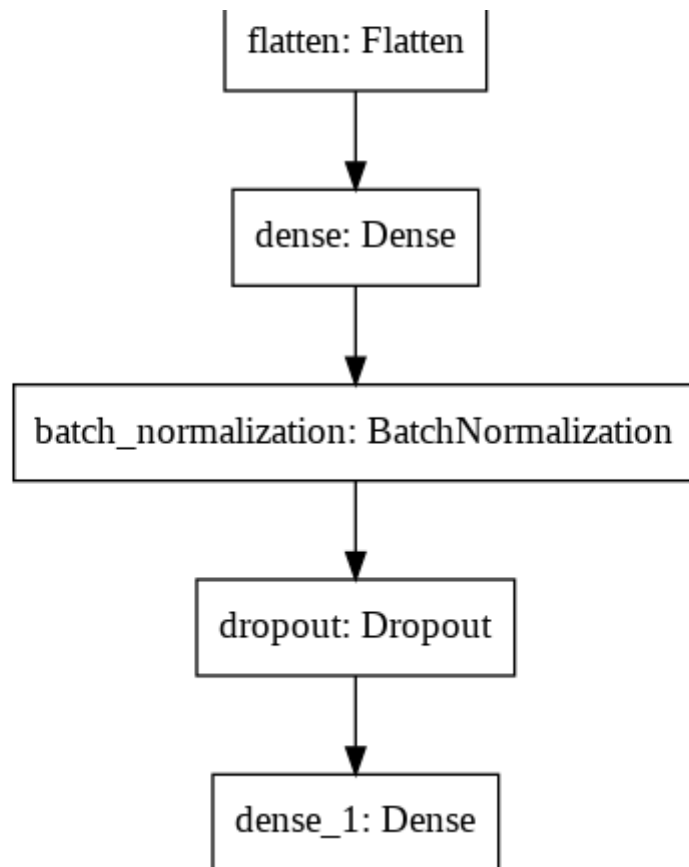 flatten: Flatten
dense: Dense
batch_normalization: BatchNormalization
dropout: Dropout
dense_1: Dense